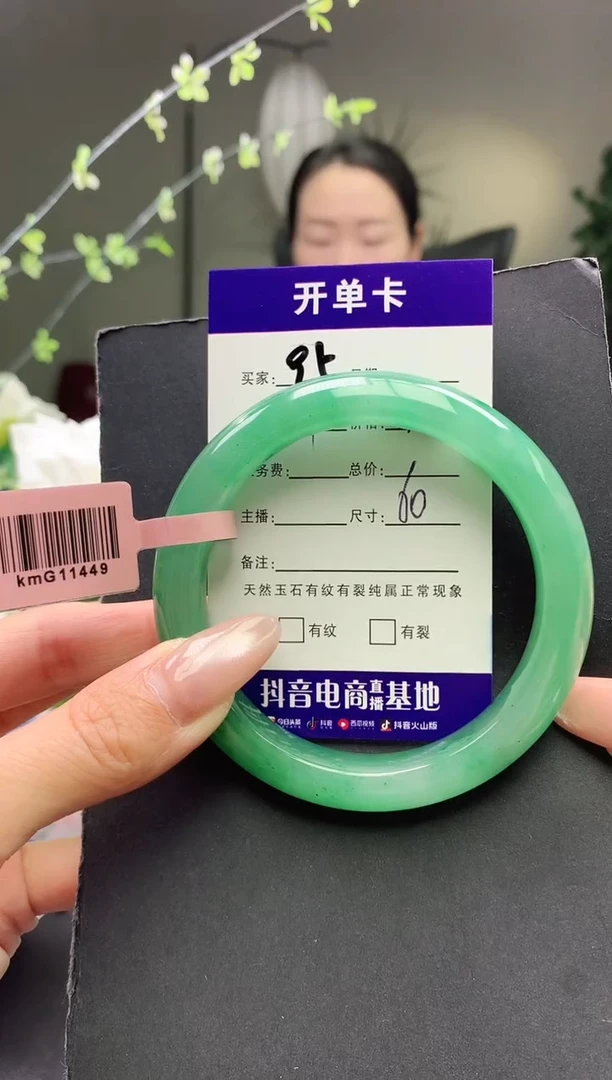 开单卡
买家:
务费: 总价:
主播: 尺寸: 60
备注:
天然玉石有纹有裂纯属正常现象
有纹 有裂
抖音电商直播基地
今日头条 抖音 西瓜视频 抖音火山版
kmG11449